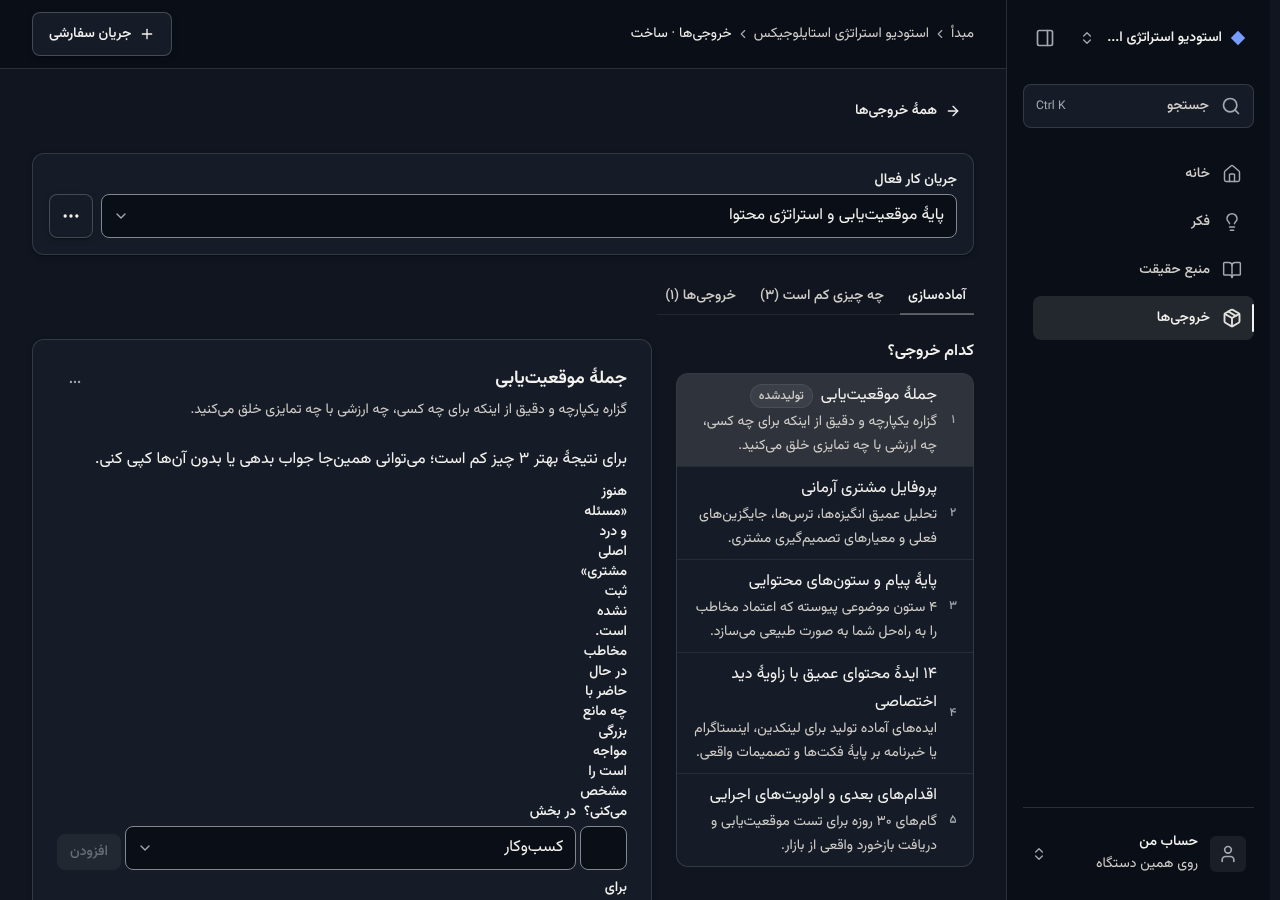 استودیو استراتژی ا...
جستجو
Ctrl K
خانه
فکر
منبع حقیقت
خروجی‌ها
حساب من
روی همین دستگاه
مبدأ › استودیو استراتژی استایلوجیکس › خروجی‌ها · ساخت
+ جریان سفارشی
همهٔ خروجی‌ها
جریان کار فعال
پایهٔ موقعیت‌یابی و استراتژی محتوا
...
آماده‌سازی
چه چیزی کم است (۳)
خروجی‌ها (۱)
کدام خروجی؟
۱
جملهٔ موقعیت‌یابی تولیدشده
گزاره یکپارچه و دقیق از اینکه برای چه کسی،
چه ارزشی با چه تمایزی خلق می‌کنید.
۲
پروفایل مشتری آرمانی
تحلیل عمیق انگیزه‌ها، ترس‌ها، جایگزین‌های
فعلی و معیارهای تصمیم‌گیری مشتری.
۳
پایهٔ پیام و ستون‌های محتوایی
۴ ستون موضوعی پیوسته که اعتماد مخاطب
را به راه‌حل شما به صورت طبیعی می‌سازد.
۴
۱۴ ایدهٔ محتوای عمیق با زاویهٔ دید
اختصاصی
ایده‌های آماده تولید برای لینکدین، اینستاگرام
یا خبرنامه بر پایهٔ فکت‌ها و تصمیمات واقعی.
۵
اقدام‌های بعدی و اولویت‌های اجرایی
گام‌های ۳۰ روزه برای تست موقعیت‌یابی و
دریافت بازخورد واقعی از بازار.
جملهٔ موقعیت‌یابی
...
گزاره یکپارچه و دقیق از اینکه برای چه کسی، چه ارزشی با چه تمایزی خلق می‌کنید.
برای نتیجهٔ بهتر ۳ چیز کم است؛ می‌توانی همین‌جا جواب بدهی یا بدون آن‌ها کپی کنی.
هنوز
«مسئله
و درد
اصلی
مشتری»
ثبت
نشده
است.
مخاطب
در حال
حاضر با
چه مانع
بزرگی
مواجه
است را
مشخص
می‌کنی؟ در بخش
کسب‌وکار
افزودن
برای